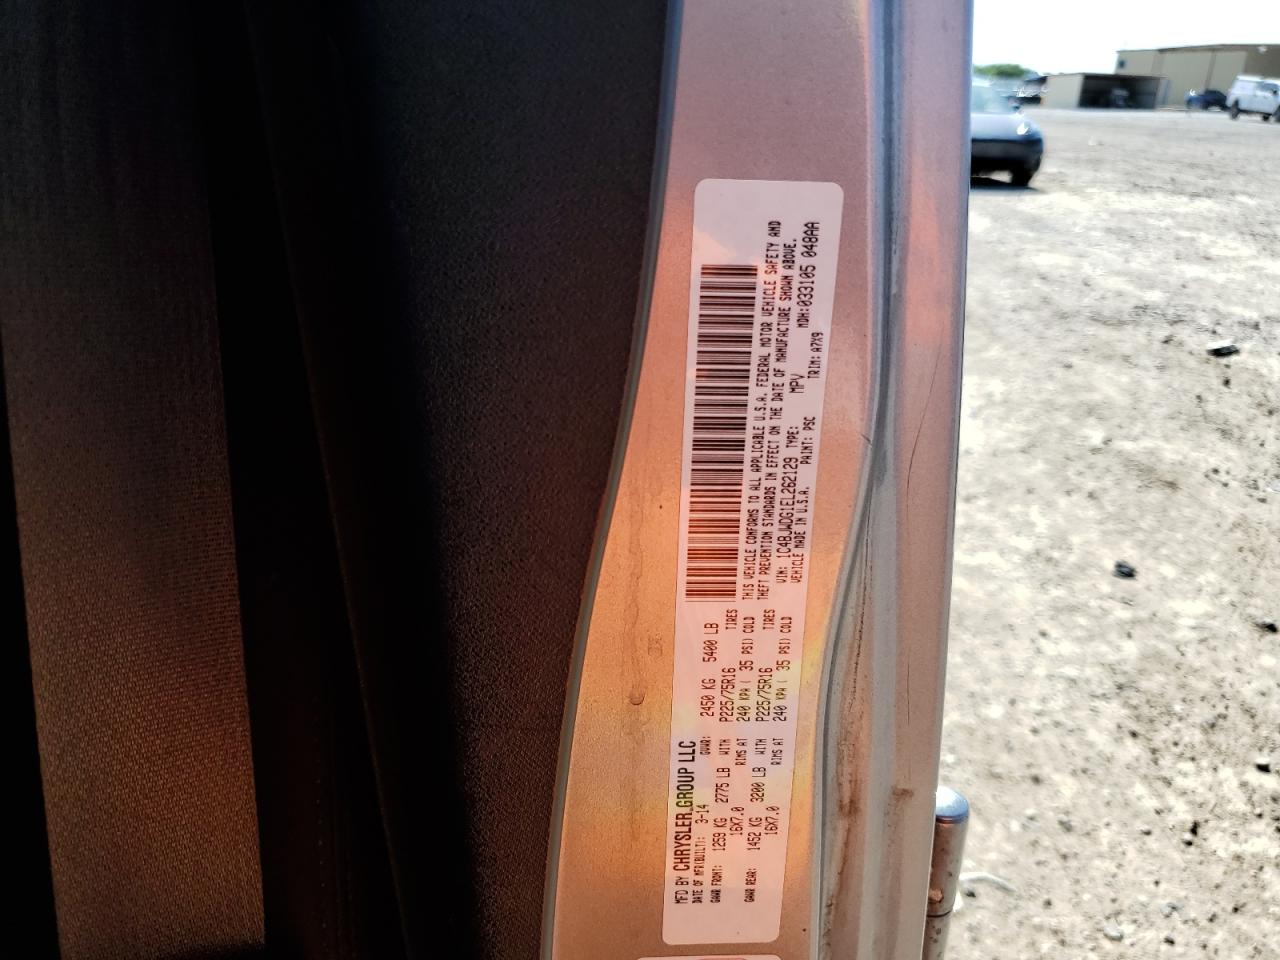 MFD BY CHRYSLER GROUP LLC
DATE OF MFR(BUILT): 3-14 GVWR: 2450 KG 5400 LB
GAWR FRONT: 1259 KG 2775 LB WITH P225/75R16 TIRES
16X7.0 RIMS AT 240 KPA ( 35 PSI) COLD
GAWR REAR: 1452 KG 3200 LB WITH P225/75R16 TIRES
16X7.0 RIMS AT 240 KPA ( 35 PSI) COLD
THIS VEHICLE CONFORMS TO ALL APPLICABLE U.S.A. FEDERAL MOTOR VEHICLE SAFETY AND
THEFT PREVENTION STANDARDS IN EFFECT ON THE DATE OF MANUFACTURE SHOWN ABOVE.
VIN: 1C4BJWDG1EL262129 TYPE: MPV MDH:033105 048AA
VEHICLE MADE IN U.S.A. PAINT: PSC TRIM: A7X9